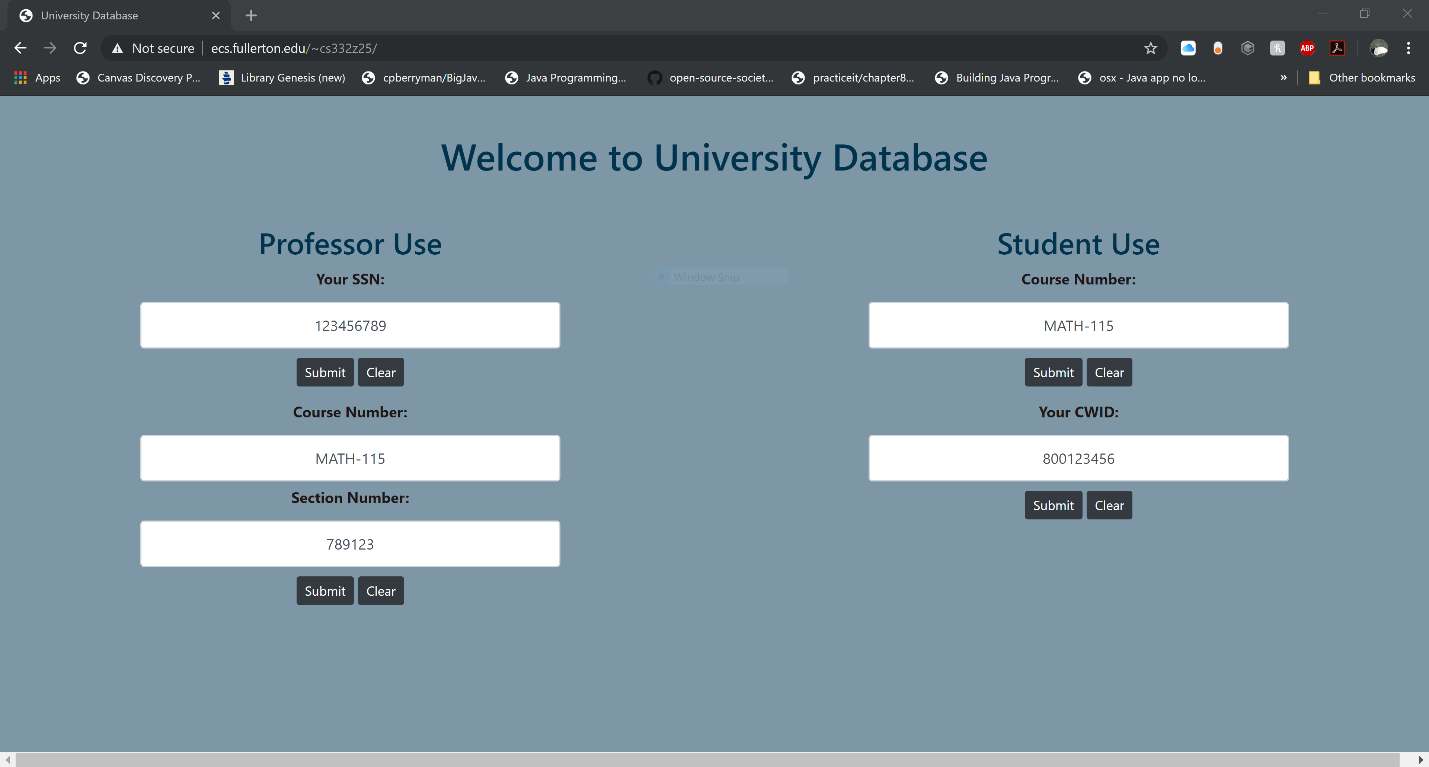 University Database
Not secure ecs.fullerton.edu/~cs332z25/
ABP
Apps Canvas Discovery P... Library Genesis (new) cpberryman/BigJav... Java Programming... open-source-societ... practiceit/chapter8... Building Java Progr... osx - Java app no lo... » Other bookmarks
Welcome to University Database
Professor Use
Your SSN:
123456789
Submit Clear
Course Number:
MATH-115
Section Number:
789123
Submit Clear
Window Snip
Student Use
Course Number:
MATH-115
Submit Clear
Your CWID:
800123456
Submit Clear